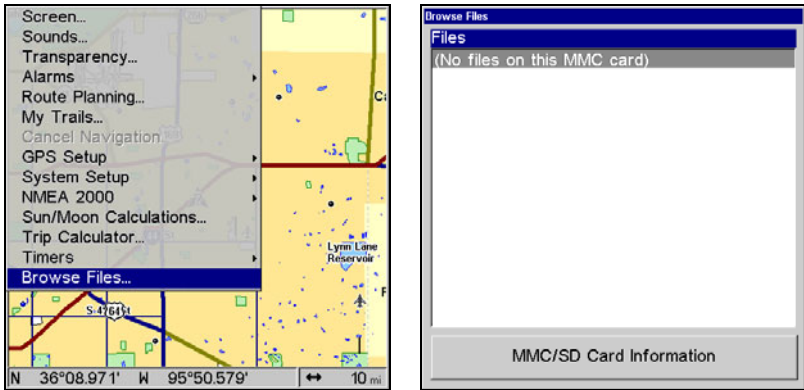 Screen...
Sounds...
Transparency...
Alarms
Route Planning...
My Trails...
Cancel Navigation
GPS Setup
System Setup
NMEA 2000
Sun/Moon Calculations...
Trip Calculator...
Timers
Browse Files...
Lynn Lane
Reservoir
N 36°08.971' W 95°50.579' ↔ 10 mi
Browse Files
Files
(No files on this MMC card)
MMC/SD Card Information